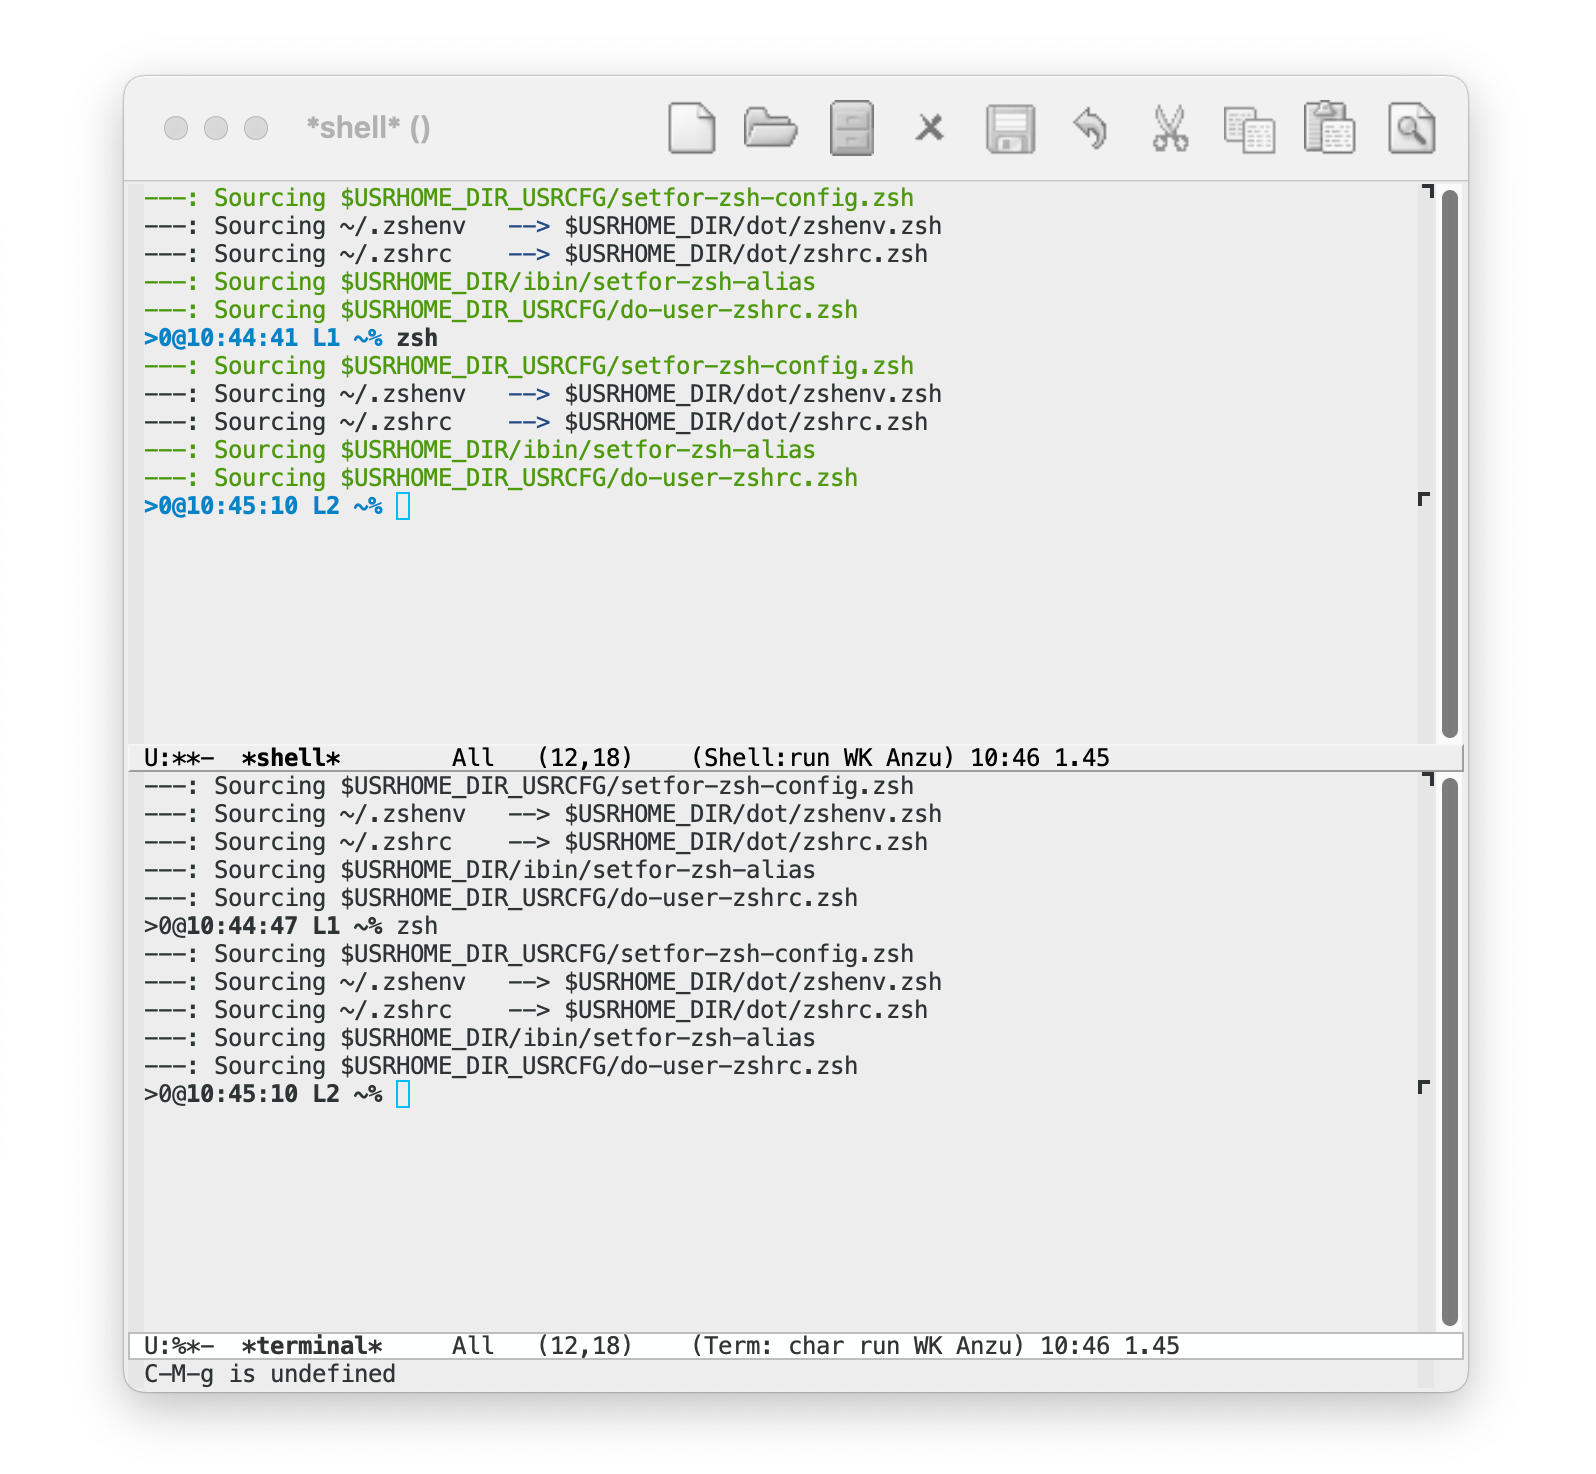 *shell* ()
---: Sourcing $USRHOME_DIR_USRCFG/setfor-zsh-config.zsh
---: Sourcing ~/.zshenv   --> $USRHOME_DIR/dot/zshenv.zsh
---: Sourcing ~/.zshrc    --> $USRHOME_DIR/dot/zshrc.zsh
---: Sourcing $USRHOME_DIR/ibin/setfor-zsh-alias
---: Sourcing $USRHOME_DIR_USRCFG/do-user-zshrc.zsh
>0@10:44:41 L1 ~% zsh
---: Sourcing $USRHOME_DIR_USRCFG/setfor-zsh-config.zsh
---: Sourcing ~/.zshenv   --> $USRHOME_DIR/dot/zshenv.zsh
---: Sourcing ~/.zshrc    --> $USRHOME_DIR/dot/zshrc.zsh
---: Sourcing $USRHOME_DIR/ibin/setfor-zsh-alias
---: Sourcing $USRHOME_DIR_USRCFG/do-user-zshrc.zsh
>0@10:45:10 L2 ~%
U:**-  *shell*        All   (12,18)    (Shell:run WK Anzu) 10:46 1.45
---: Sourcing $USRHOME_DIR_USRCFG/setfor-zsh-config.zsh
---: Sourcing ~/.zshenv   --> $USRHOME_DIR/dot/zshenv.zsh
---: Sourcing ~/.zshrc    --> $USRHOME_DIR/dot/zshrc.zsh
---: Sourcing $USRHOME_DIR/ibin/setfor-zsh-alias
---: Sourcing $USRHOME_DIR_USRCFG/do-user-zshrc.zsh
>0@10:44:47 L1 ~% zsh
---: Sourcing $USRHOME_DIR_USRCFG/setfor-zsh-config.zsh
---: Sourcing ~/.zshenv   --> $USRHOME_DIR/dot/zshenv.zsh
---: Sourcing ~/.zshrc    --> $USRHOME_DIR/dot/zshrc.zsh
---: Sourcing $USRHOME_DIR/ibin/setfor-zsh-alias
---: Sourcing $USRHOME_DIR_USRCFG/do-user-zshrc.zsh
>0@10:45:10 L2 ~%
U:%*-  *terminal*     All   (12,18)    (Term: char run WK Anzu) 10:46 1.45
C-M-g is undefined